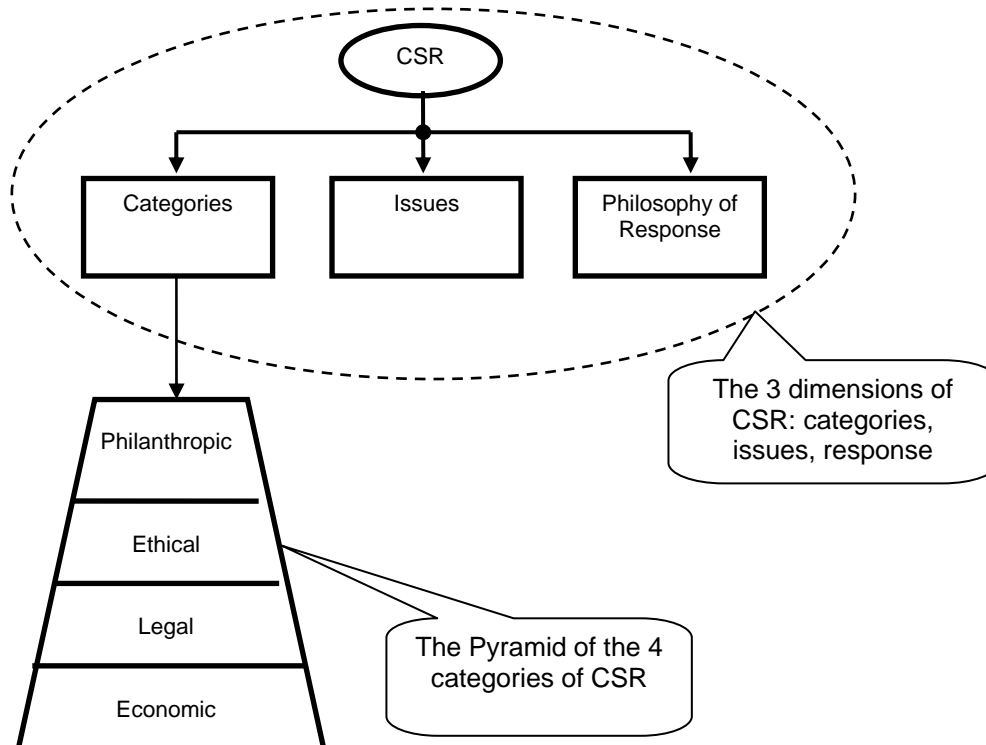 CSR
Categories
Issues
Philosophy of
Response
The 3 dimensions of
CSR: categories,
issues, response
Philanthropic
Ethical
Legal
Economic
The Pyramid of the 4
categories of CSR